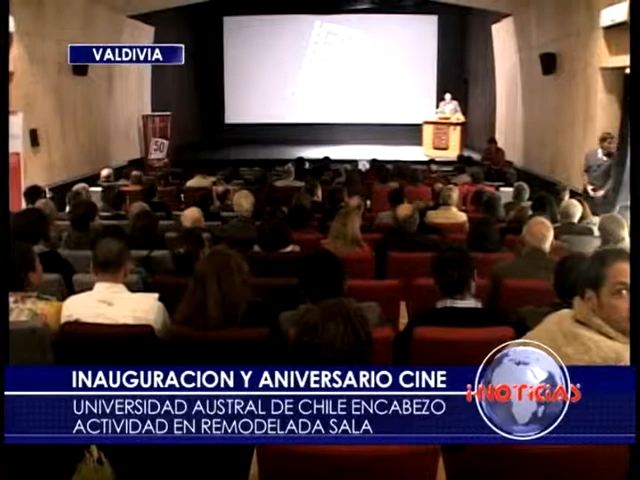 VALDIVIA
50
INAUGURACION Y ANIVERSARIO CINE
UNIVERSIDAD AUSTRAL DE CHILE ENCABEZO
ACTIVIDAD EN REMODELADA SALA
NOTICIAS